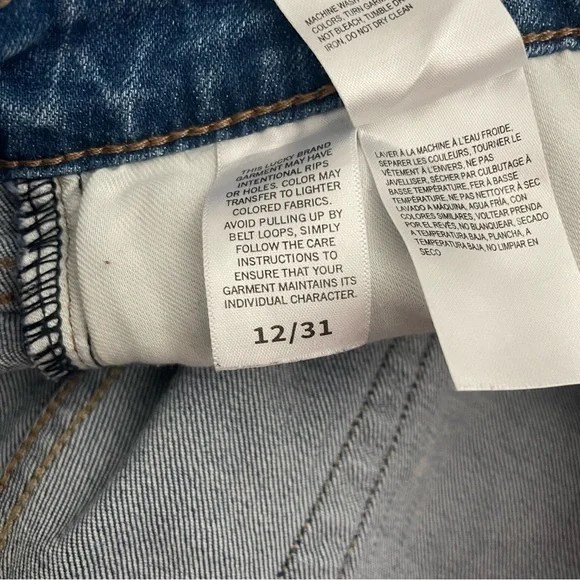 MACHINE WASH
COLORS, TURN GARM
NOT BLEACH, TUMBLE DR
IRON, DO NOT DRY CLEAN
THIS LUCKY BRAND
GARMENT MAY HAVE
INTENTIONAL RIPS
OR HOLES. COLOR MAY
TRANSFER TO LIGHTER
COLORED FABRICS.
AVOID PULLING UP BY
BELT LOOPS, SIMPLY
FOLLOW THE CARE
INSTRUCTIONS TO
ENSURE THAT YOUR
GARMENT MAINTAINS ITS
INDIVIDUAL CHARACTER.
12/31
LAVER À LA MACHINE À L'EAU FROIDE,
SÉPARER LES COULEURS, TOURNER LE
VÊTEMENT À L'ENVERS, NE PAS
JAVELLISER, SÉCHER PAR CULBUTAGE À
BASSE TEMPÉRATURE, FER À BASSE
TEMPÉRATURE, NE PAS NETTOYER À SEC
LAVADO A MAQUINA, AGUA FRÍA, CON
COLORES SIMILARES, VOLTEAR PRENDA
POR EL REVÉS, NO BLANQUEAR, SECADO
A TEMPERATURA BAJA, PLANCHA, A
TEMPERATURA BAJA, NO LIMPIAR EN
SECO